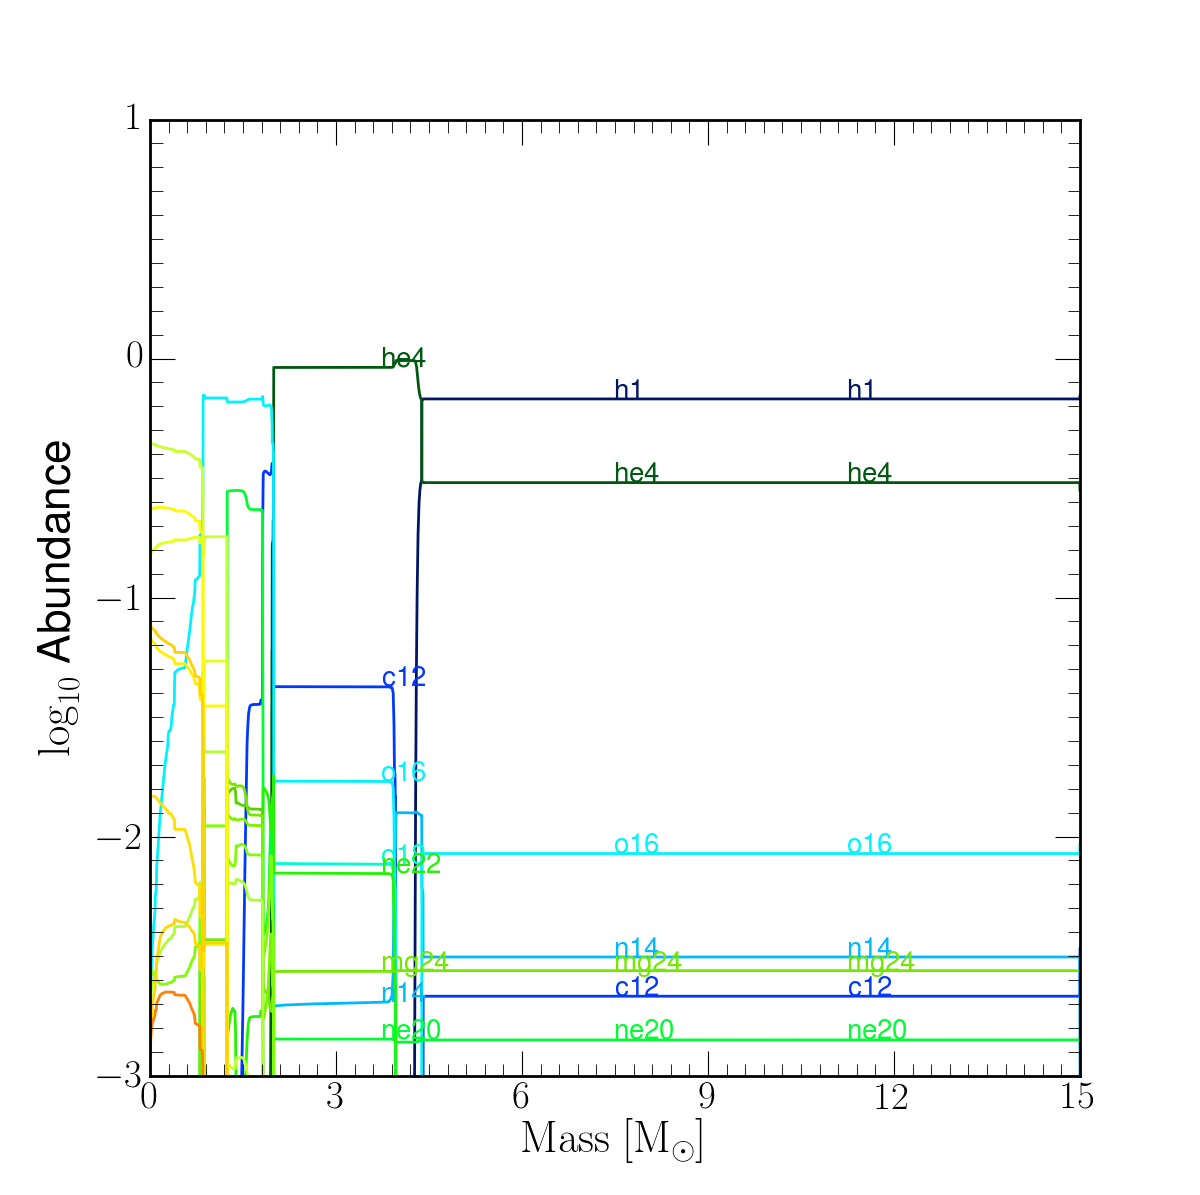 1
0
−1
−2
−3
log10 Abundance
he4
h1 h1
he4 he4
c12
o16
o16 o16
ne22
n14 n14
mg24 mg24 mg24
c12 c12
n14
ne20 ne20 ne20
0 3 6 9 12 15
Mass [M⊙]